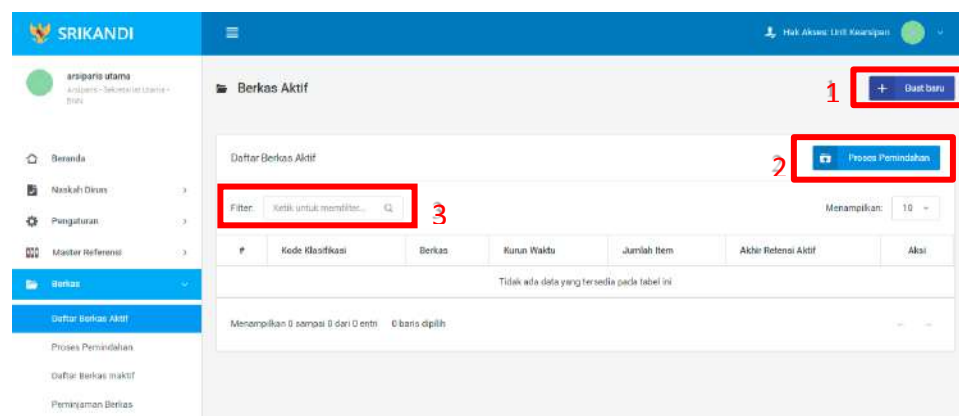 SRIKANDI
Hak Akses: Unit Kearsipan
arsiparis utama
Arsiparis - Sekretariat Utama -
Berkas Aktif
1
+ Buat baru
Daftar Berkas Aktif
2
Proses Pemindahan
Filter: Ketik untuk memfilter...
3
Menampilkan: 10
# Kode Klasifikasi Berkas Kurun Waktu Jumlah Item Akhir Retensi Aktif Aksi
Tidak ada data yang tersedia pada tabel ini
Menampilkan 0 sampai 0 dari 0 entri 0 baris dipilih
Beranda
Naskah Dinas
Pengaturan
Master Referensi
Berkas
Daftar Berkas Aktif
Proses Pemindahan
Daftar Berkas Inaktif
Peminjaman Berkas